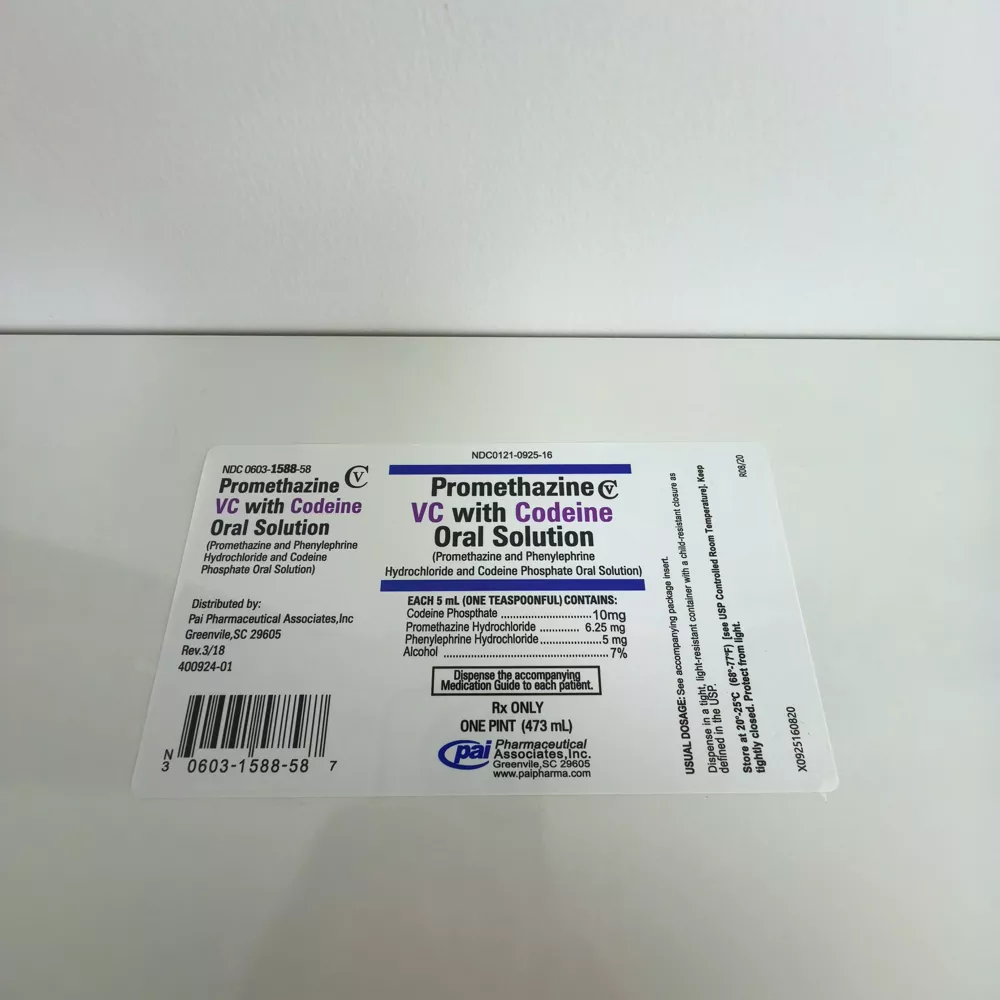 NDC 0603-1588-58
Promethazine CV
VC with Codeine
Oral Solution
(Promethazine and Phenylephrine
Hydrochloride and Codeine
Phosphate Oral Solution)
Distributed by:
Pai Pharmaceutical Associates,Inc
Greenvile,SC 29605
Rev.3/18
400924-01
N
3 0603-1588-58 7
NDC0121-0925-16
Promethazine CV
VC with Codeine
Oral Solution
(Promethazine and Phenylephrine
Hydrochloride and Codeine Phosphate Oral Solution)
EACH 5 mL (ONE TEASPOONFUL) CONTAINS:
Codeine Phospthate ..............................10mg
Promethazine Hydrochloride ............ 6.25 mg
Phenylephrine Hydrochloride......................5 mg
Alcohol ...............................................7%
Dispense the accompanying
Medication Guide to each patient.
Rx ONLY
ONE PINT (473 mL)
pai Pharmaceutical
Associates,Inc.
Greenvile,SC 29605
www.paipharma.com
USUAL DOSAGE: See accompanying package insert.
Dispense in a tight, light-resistant container with a child-resistant closure as
defined in the USP.
Store at 20°-25°C (68°-77°F) [see USP Controlled Room Temperature]. Keep
tightly closed. Protect from light.
X0925160820
R08/20